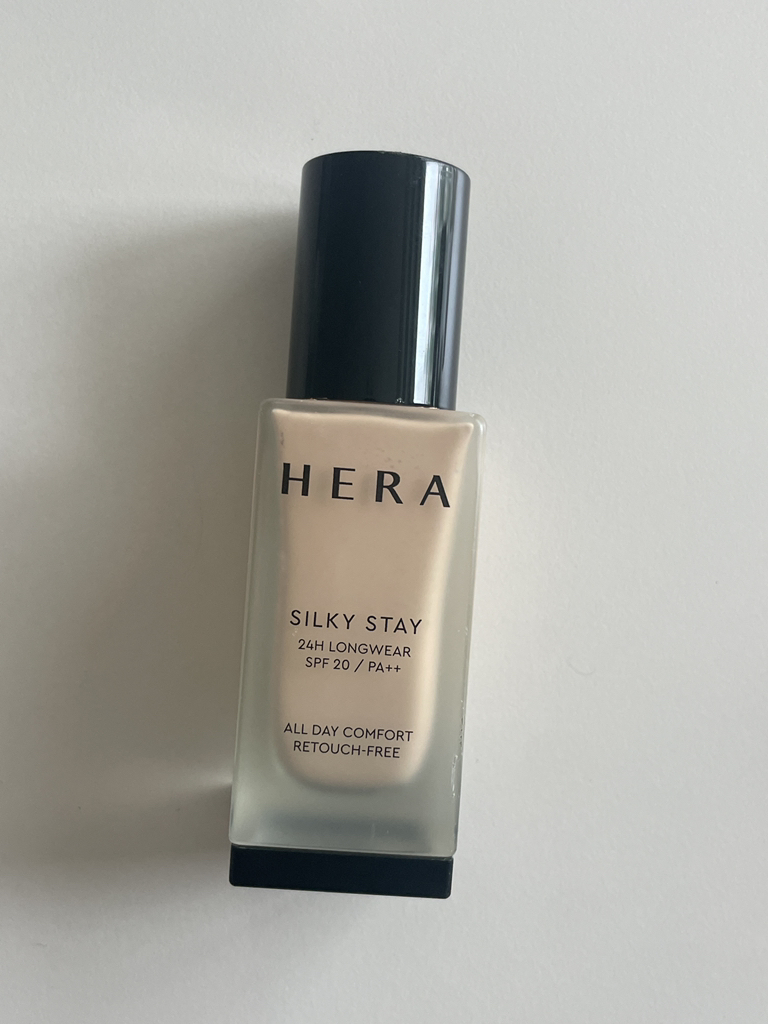 HERA
SILKY STAY
24H LONGWEAR
SPF 20 / PA++
ALL DAY COMFORT
RETOUCH-FREE